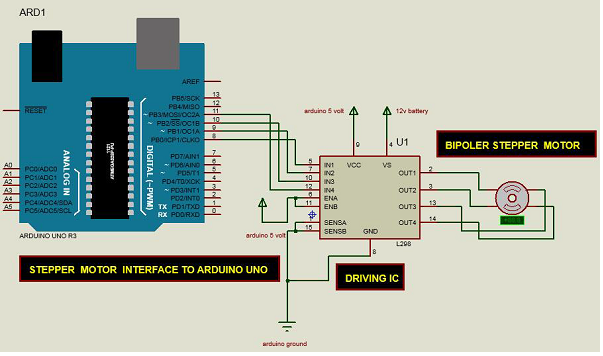 ARD1
RESET
AREF
PB5/SCK 13
PB4/MISO 12
~ PB3/MOSI/OC2A 11
~ PB2/SS/OC1B 10
~ PB1/OC1A 9
PB0/ICP1/CLKO 8
PD7/AIN1 7
~ PD6/AIN0 6
~ PD5/T1 5
PD4/T0/XCK 4
~ PD3/INT1 3
PD2/INT0 2
TX PD1/TXD 1
RX PD0/RXD 0
DIGITAL (~PWM)
ANALOG IN
A0 PC0/ADC0
A1 PC1/ADC1
A2 PC2/ADC2
A3 PC3/ADC3
A4 PC4/ADC4/SDA
A5 PC5/ADC5/SCL
ARDUINO UNO R3
arduino 5 volt
12v battery
U1
9
4
5 IN1
7 IN2
10 IN3
12 IN4
6 ENA
11 ENB
1 SENSA
15 SENSB
VCC
VS
OUT1 2
OUT2 3
OUT3 13
OUT4 14
GND
8
L298
BIPOLER STEPPER MOTOR
arduino 5 volt
STEPPER MOTOR INTERFACE TO ARDUINO UNO
DRIVING IC
arduino ground